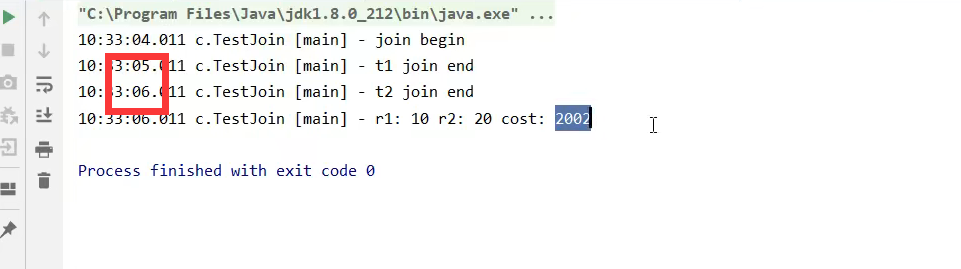 "C:\Program Files\Java\jdk1.8.0_212\bin\java.exe" ...
10:33:04.011 c.TestJoin [main] - join begin
10:33:05.011 c.TestJoin [main] - t1 join end
10:33:06.011 c.TestJoin [main] - t2 join end
10:33:06.011 c.TestJoin [main] - r1: 10 r2: 20 cost: 2002
Process finished with exit code 0